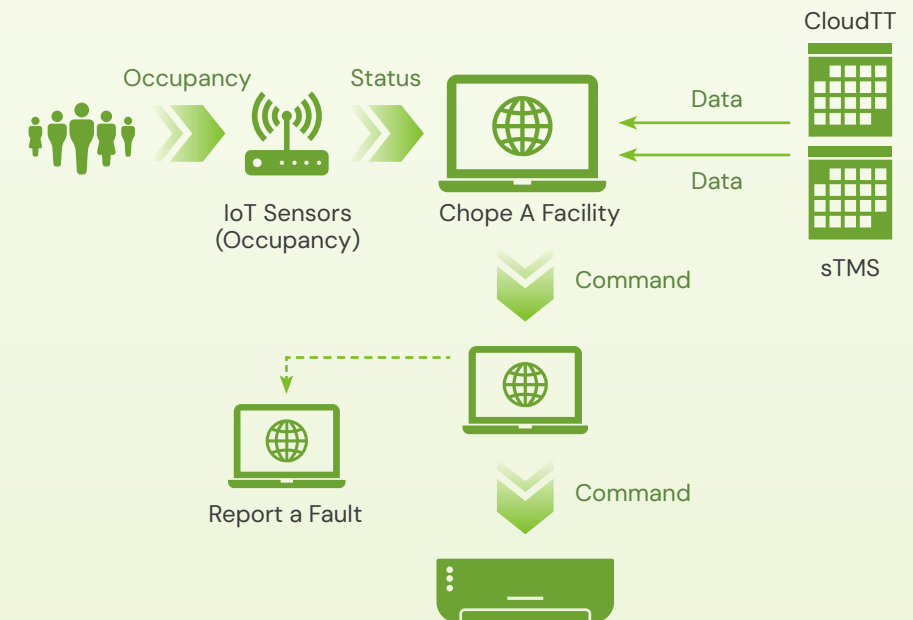 CloudTT
Occupancy
Status
Data
Data
IoT Sensors
(Occupancy)
Chope A Facility
sTMS
Command
Report a Fault
Command